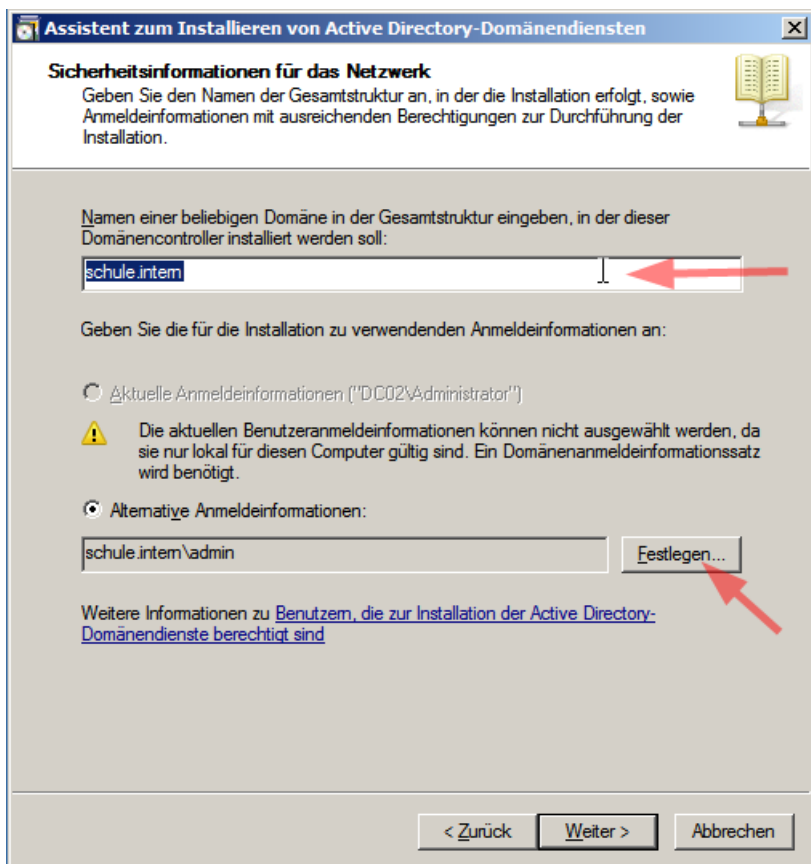 Assistent zum Installieren von Active Directory-Domänendiensten
Sicherheitsinformationen für das Netzwerk
Geben Sie den Namen der Gesamtstruktur an, in der die Installation erfolgt, sowie
Anmeldeinformationen mit ausreichenden Berechtigungen zur Durchführung der
Installation.
Namen einer beliebigen Domäne in der Gesamtstruktur eingeben, in der dieser
Domänencontroller installiert werden soll:
schule.intern
Geben Sie die für die Installation zu verwendenden Anmeldeinformationen an:
Aktuelle Anmeldeinformationen ("DC02\Administrator")
Die aktuellen Benutzeranmeldeinformationen können nicht ausgewählt werden, da
sie nur lokal für diesen Computer gültig sind. Ein Domänenanmeldeinformationssatz
wird benötigt.
Alternative Anmeldeinformationen:
schule.intern\admin
Festlegen...
Weitere Informationen zu Benutzern, die zur Installation der Active Directory-
Domänendienste berechtigt sind
< Zurück Weiter > Abbrechen